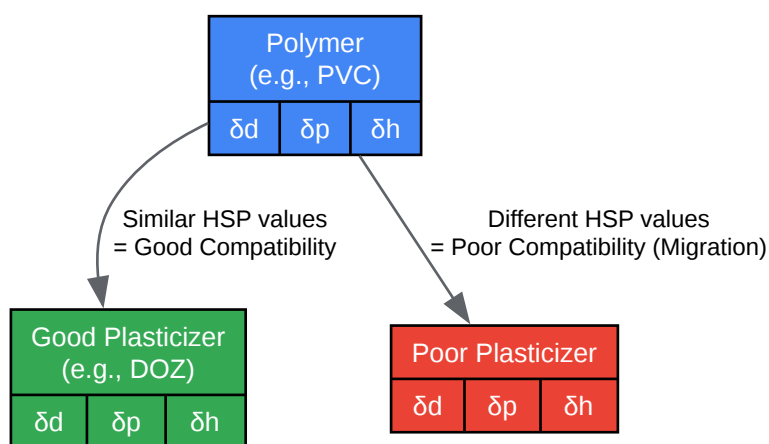 Polymer
(e.g., PVC)
δd δp δh
Similar HSP values
= Good Compatibility
Different HSP values
= Poor Compatibility (Migration)
Good Plasticizer
(e.g., DOZ)
δd δp δh
Poor Plasticizer
δd δp δh